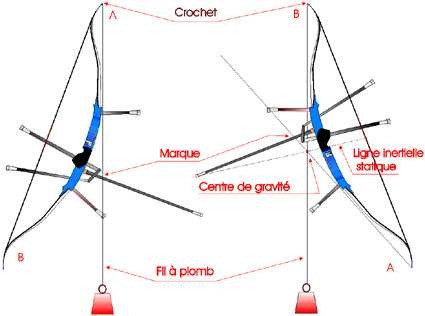 A
Crochet
B
Marque
Ligne inertielle
statique
Centre de gravité
B
Fil à plomb
A